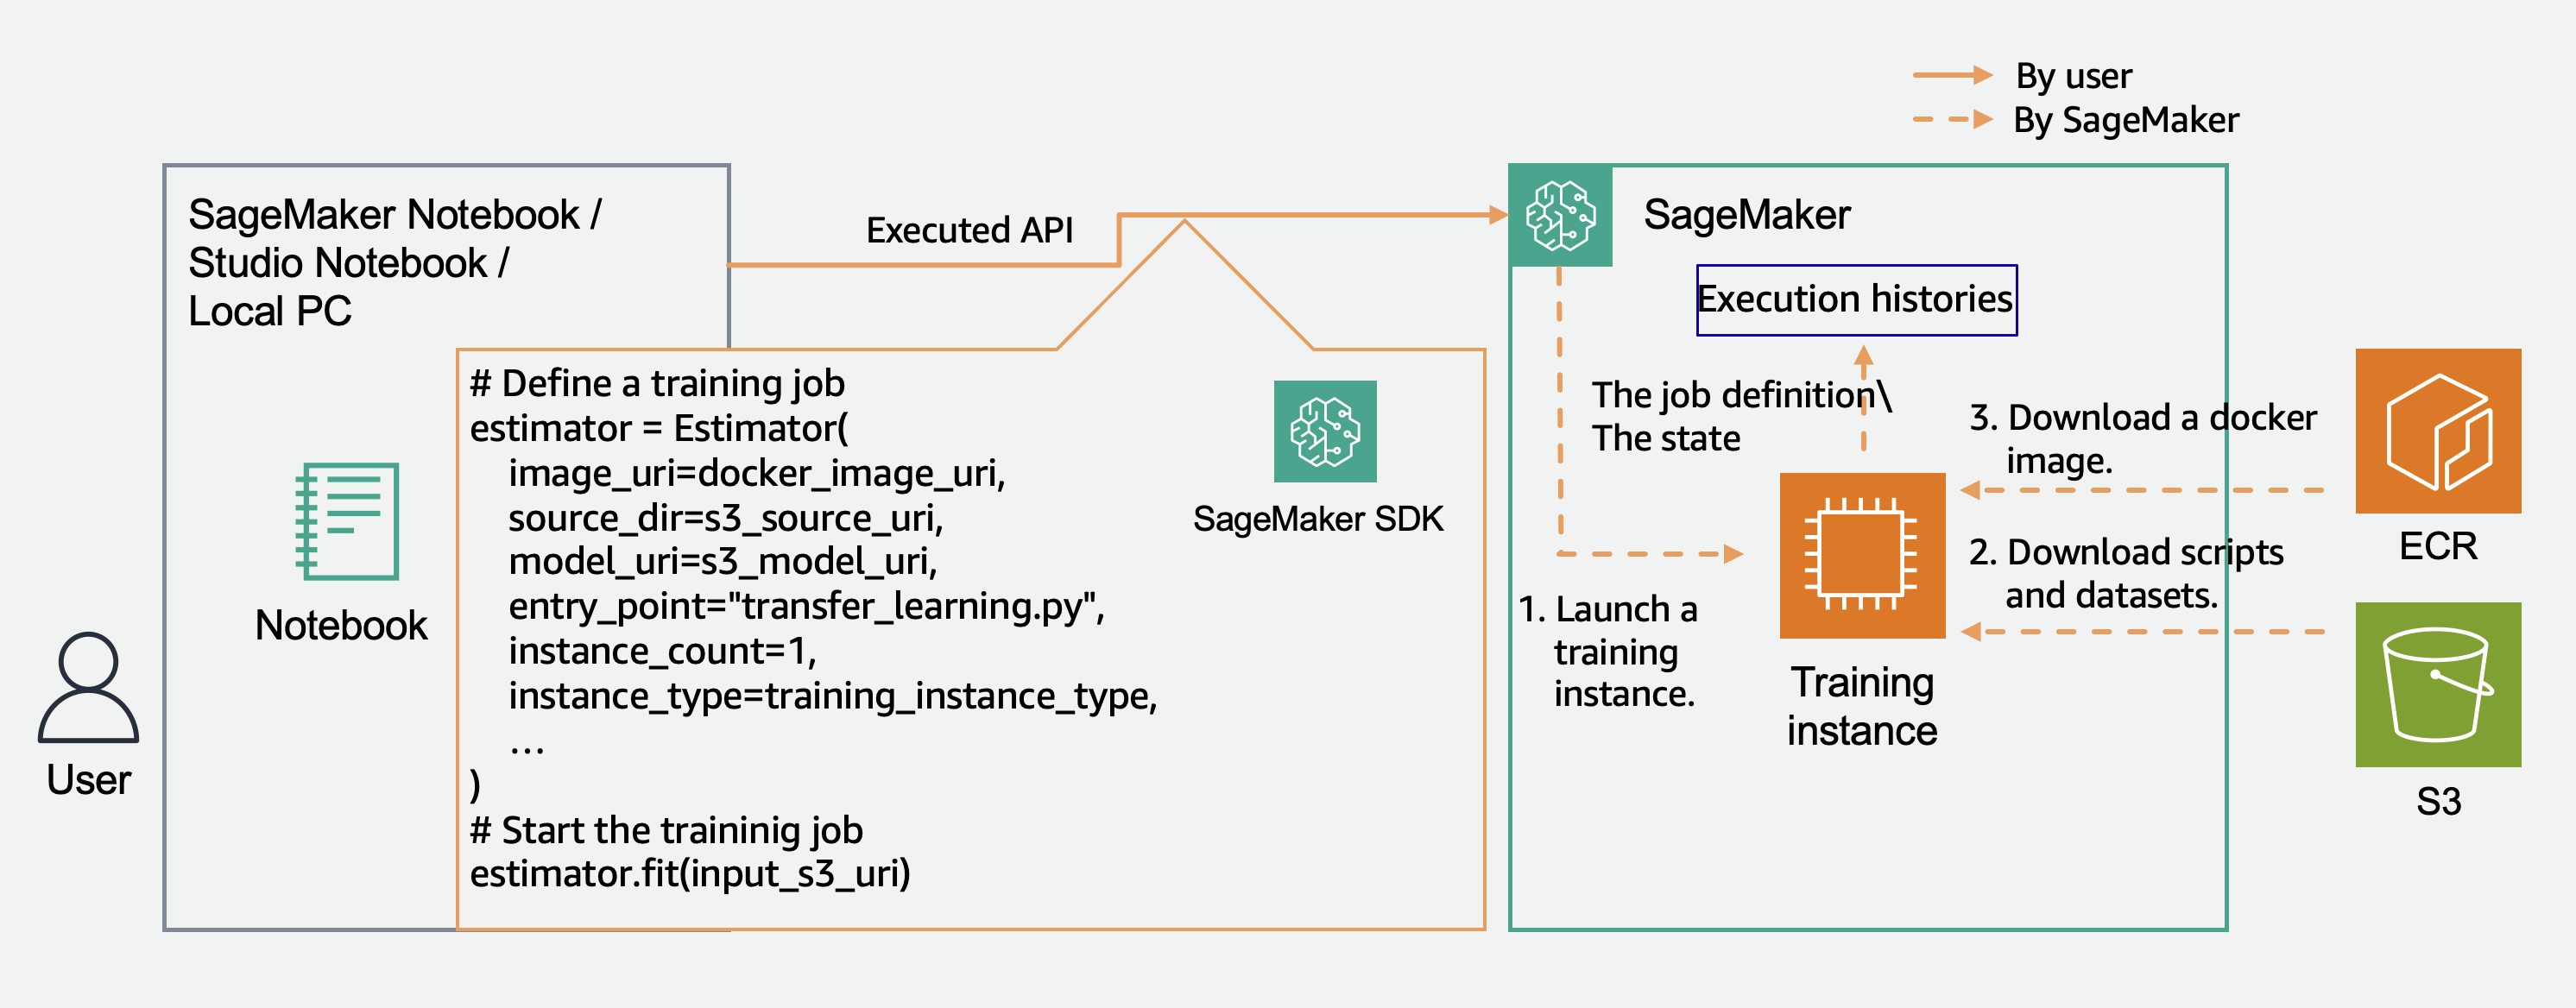 By user
By SageMaker
SageMaker Notebook /
Studio Notebook /
Local PC
Executed API
SageMaker
Execution histories
# Define a training job
estimator = Estimator(
image_uri=docker_image_uri,
source_dir=s3_source_uri,
model_uri=s3_model_uri,
entry_point="transfer_learning.py",
instance_count=1,
instance_type=training_instance_type,
...
)
# Start the traininig job
estimator.fit(input_s3_uri)
SageMaker SDK
Notebook
User
The job definition\
The state
1. Launch a
training
instance.
Training
instance
3. Download a docker
image.
2. Download scripts
and datasets.
ECR
S3